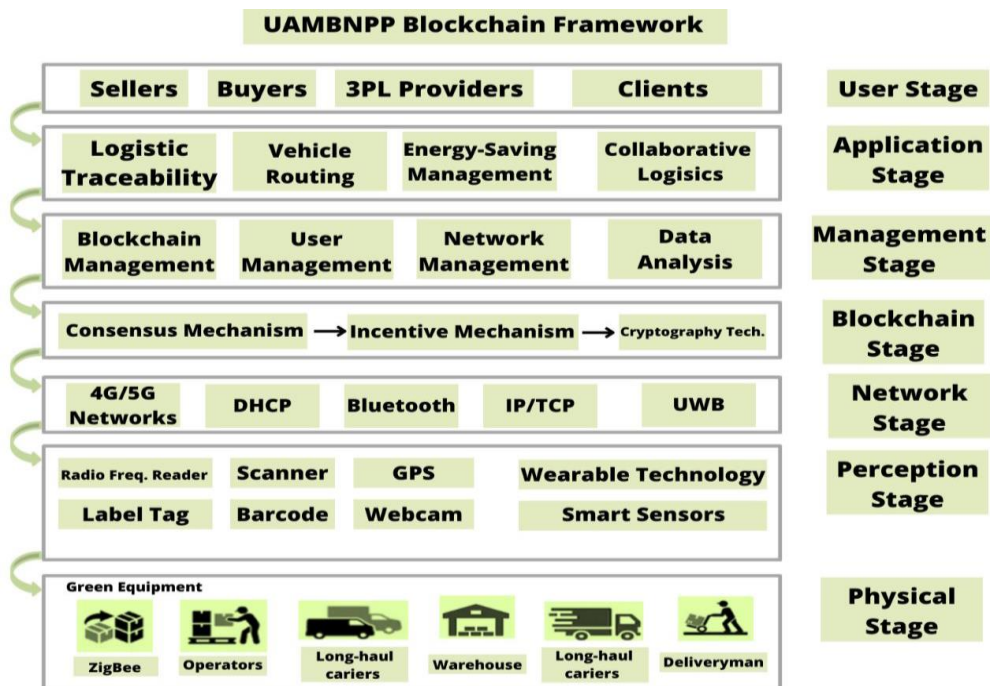 UAMBNPP Blockchain Framework
Sellers Buyers 3PL Providers Clients User Stage
Logistic Traceability Vehicle Routing Energy-Saving Management Collaborative Logisics Application Stage
Blockchain Management User Management Network Management Data Analysis Management Stage
Consensus Mechanism Incentive Mechanism Cryptography Tech. Blockchain Stage
4G/5G Networks DHCP Bluetooth IP/TCP UWB Network Stage
Radio Freq. Reader Scanner GPS Wearable Technology Perception Stage
Label Tag Barcode Webcam Smart Sensors
Green Equipment
ZigBee Operators Long-haul cariers Warehouse Long-haul cariers Deliveryman Physical Stage